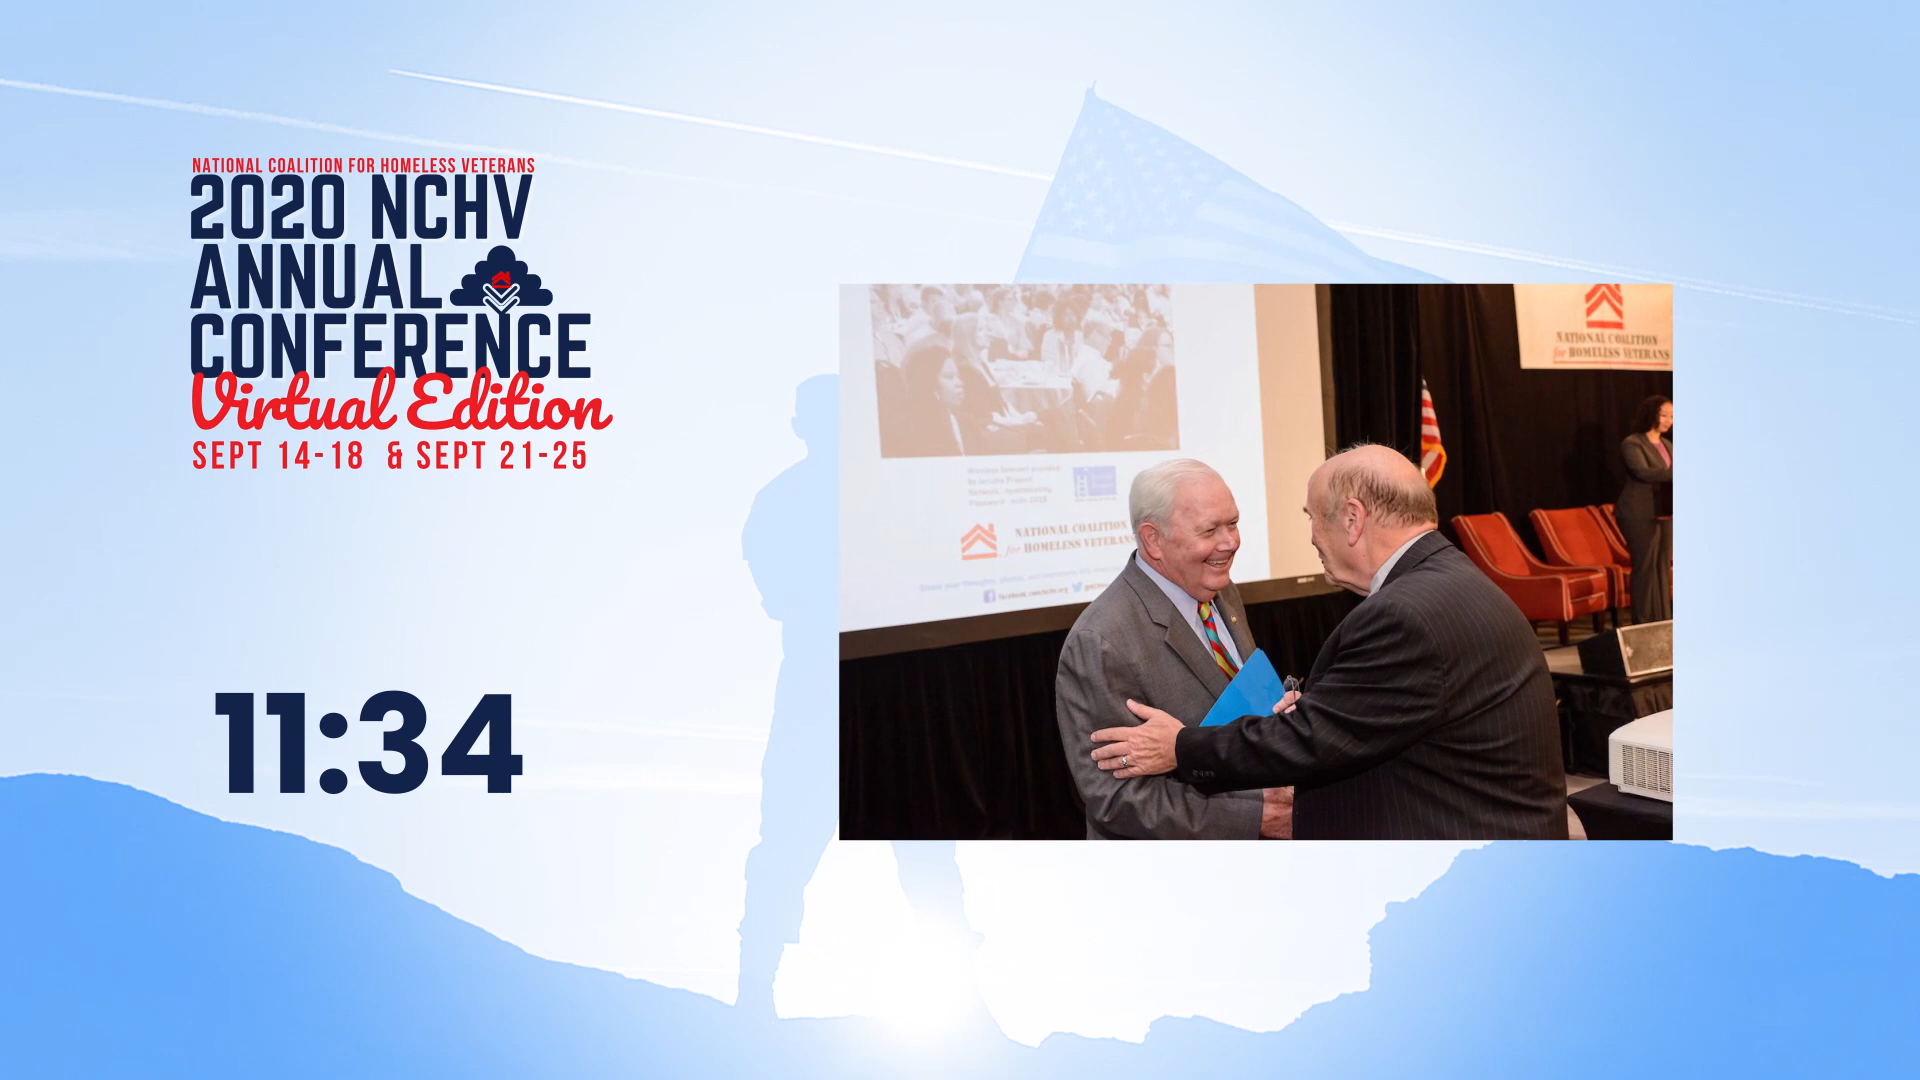 NATIONAL COALITION FOR HOMELESS VETERANS
2020 NCHV
ANNUAL
CONFERENCE
Virtual Edition
SEPT 14-18 & SEPT 21-25
11:34
NATIONAL COALITION
for HOMELESS VETERANS
NATIONAL COALITION
for HOMELESS VETERANS